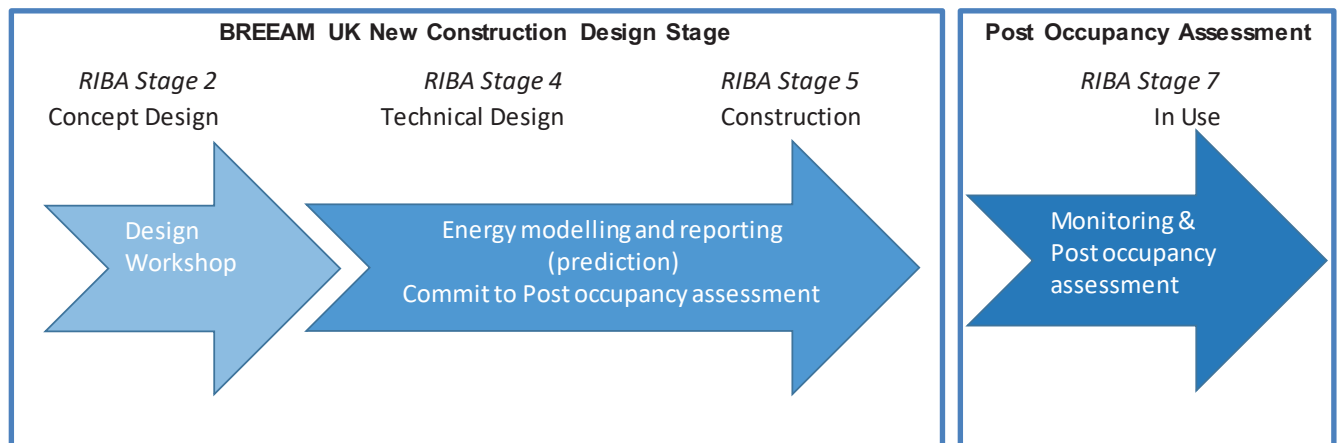 BREEAM UK New Construction Design Stage
RIBA Stage 2
Concept Design
RIBA Stage 4
Technical Design
RIBA Stage 5
Construction
Design
Workshop
Energy modelling and reporting
(prediction)
Commit to Post occupancy assessment
Post Occupancy Assessment
RIBA Stage 7
In Use
Monitoring &
Post occupancy
assessment